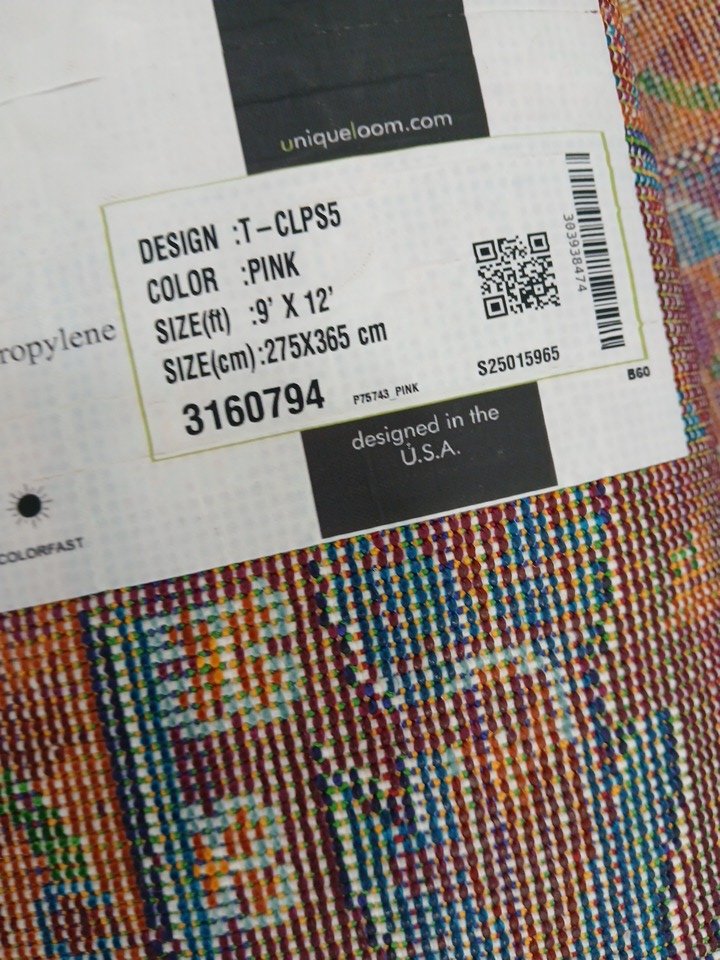 uniqueloom.com
DESIGN :T-CLPS5
COLOR :PINK
SIZE(ft) :9' X 12'
SIZE(cm):275X365 cm
3160794
P75743_PINK
S25015965
303938474
B60
ropylene
designed in the
U.S.A.
COLORFAST